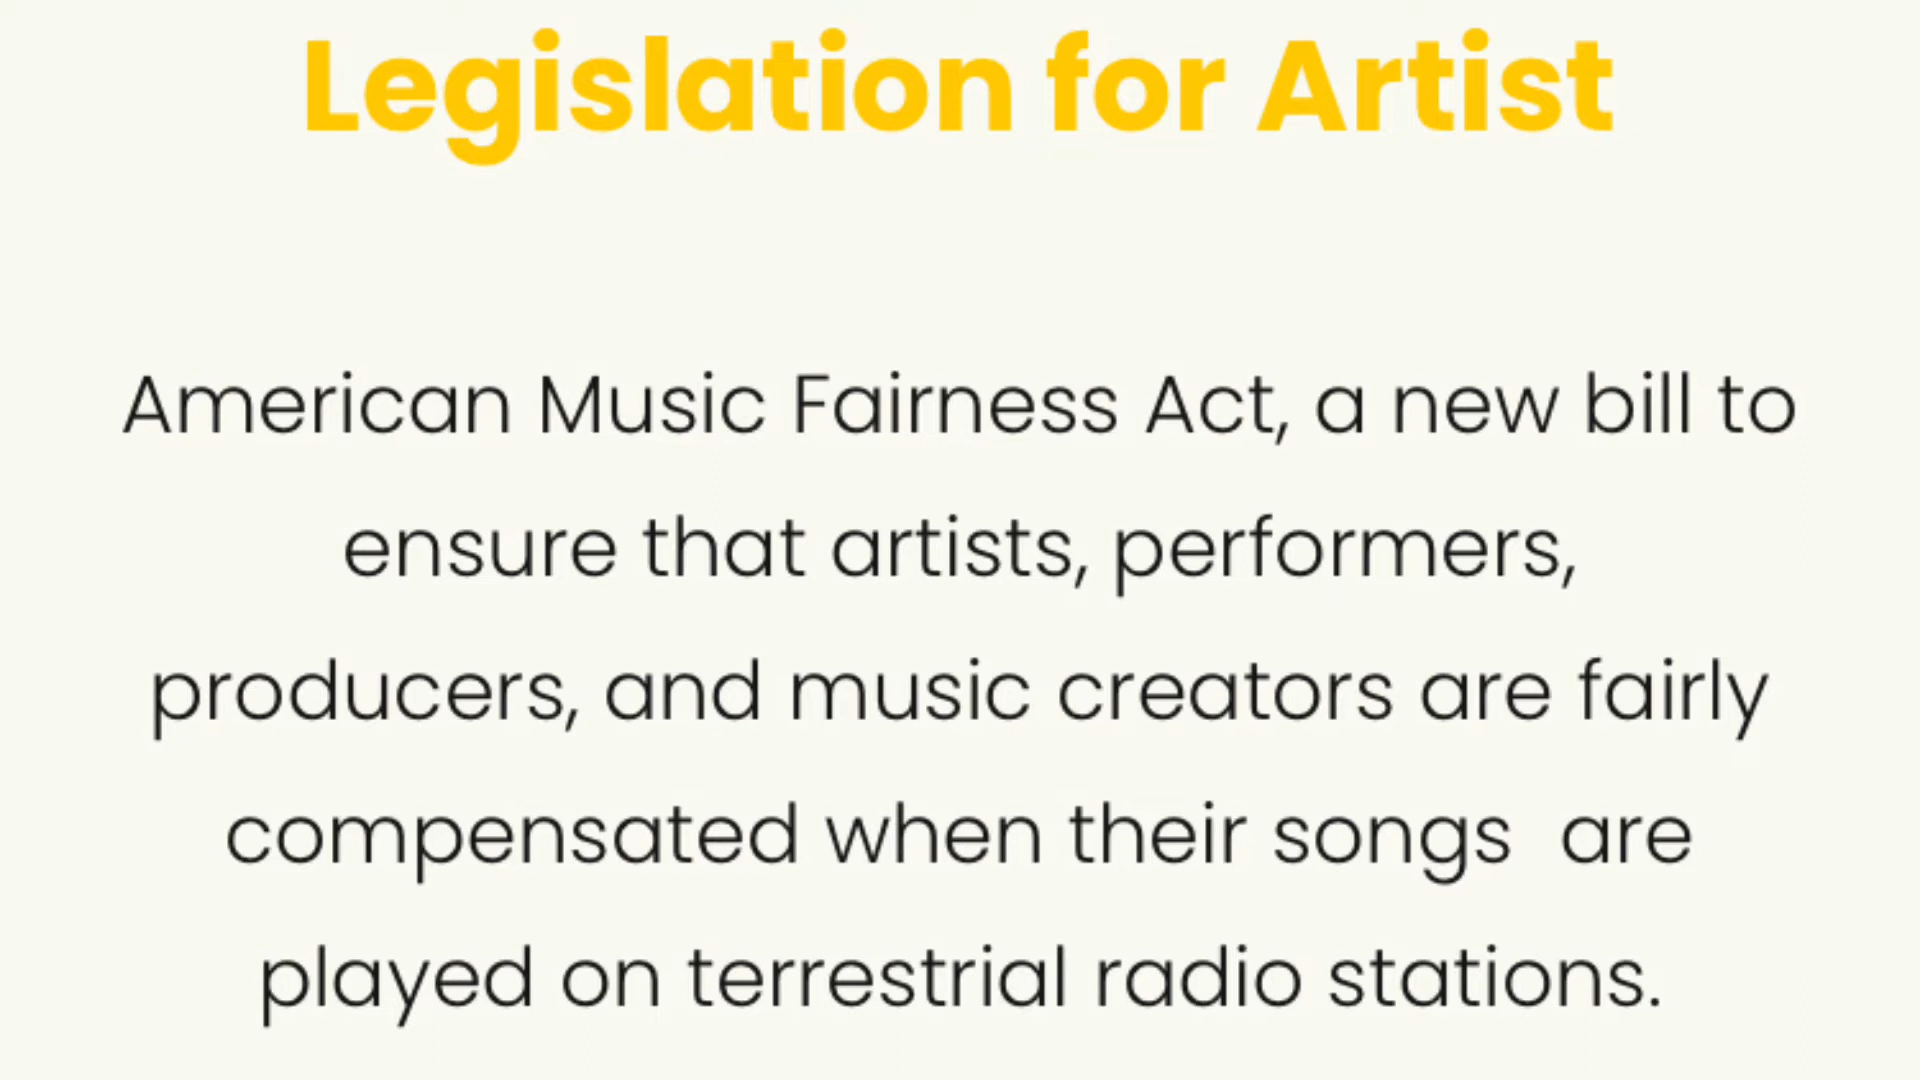 Legislation for Artist
American Music Fairness Act, a new bill to
ensure that artists, performers,
producers, and music creators are fairly
compensated when their songs  are
played on terrestrial radio stations.